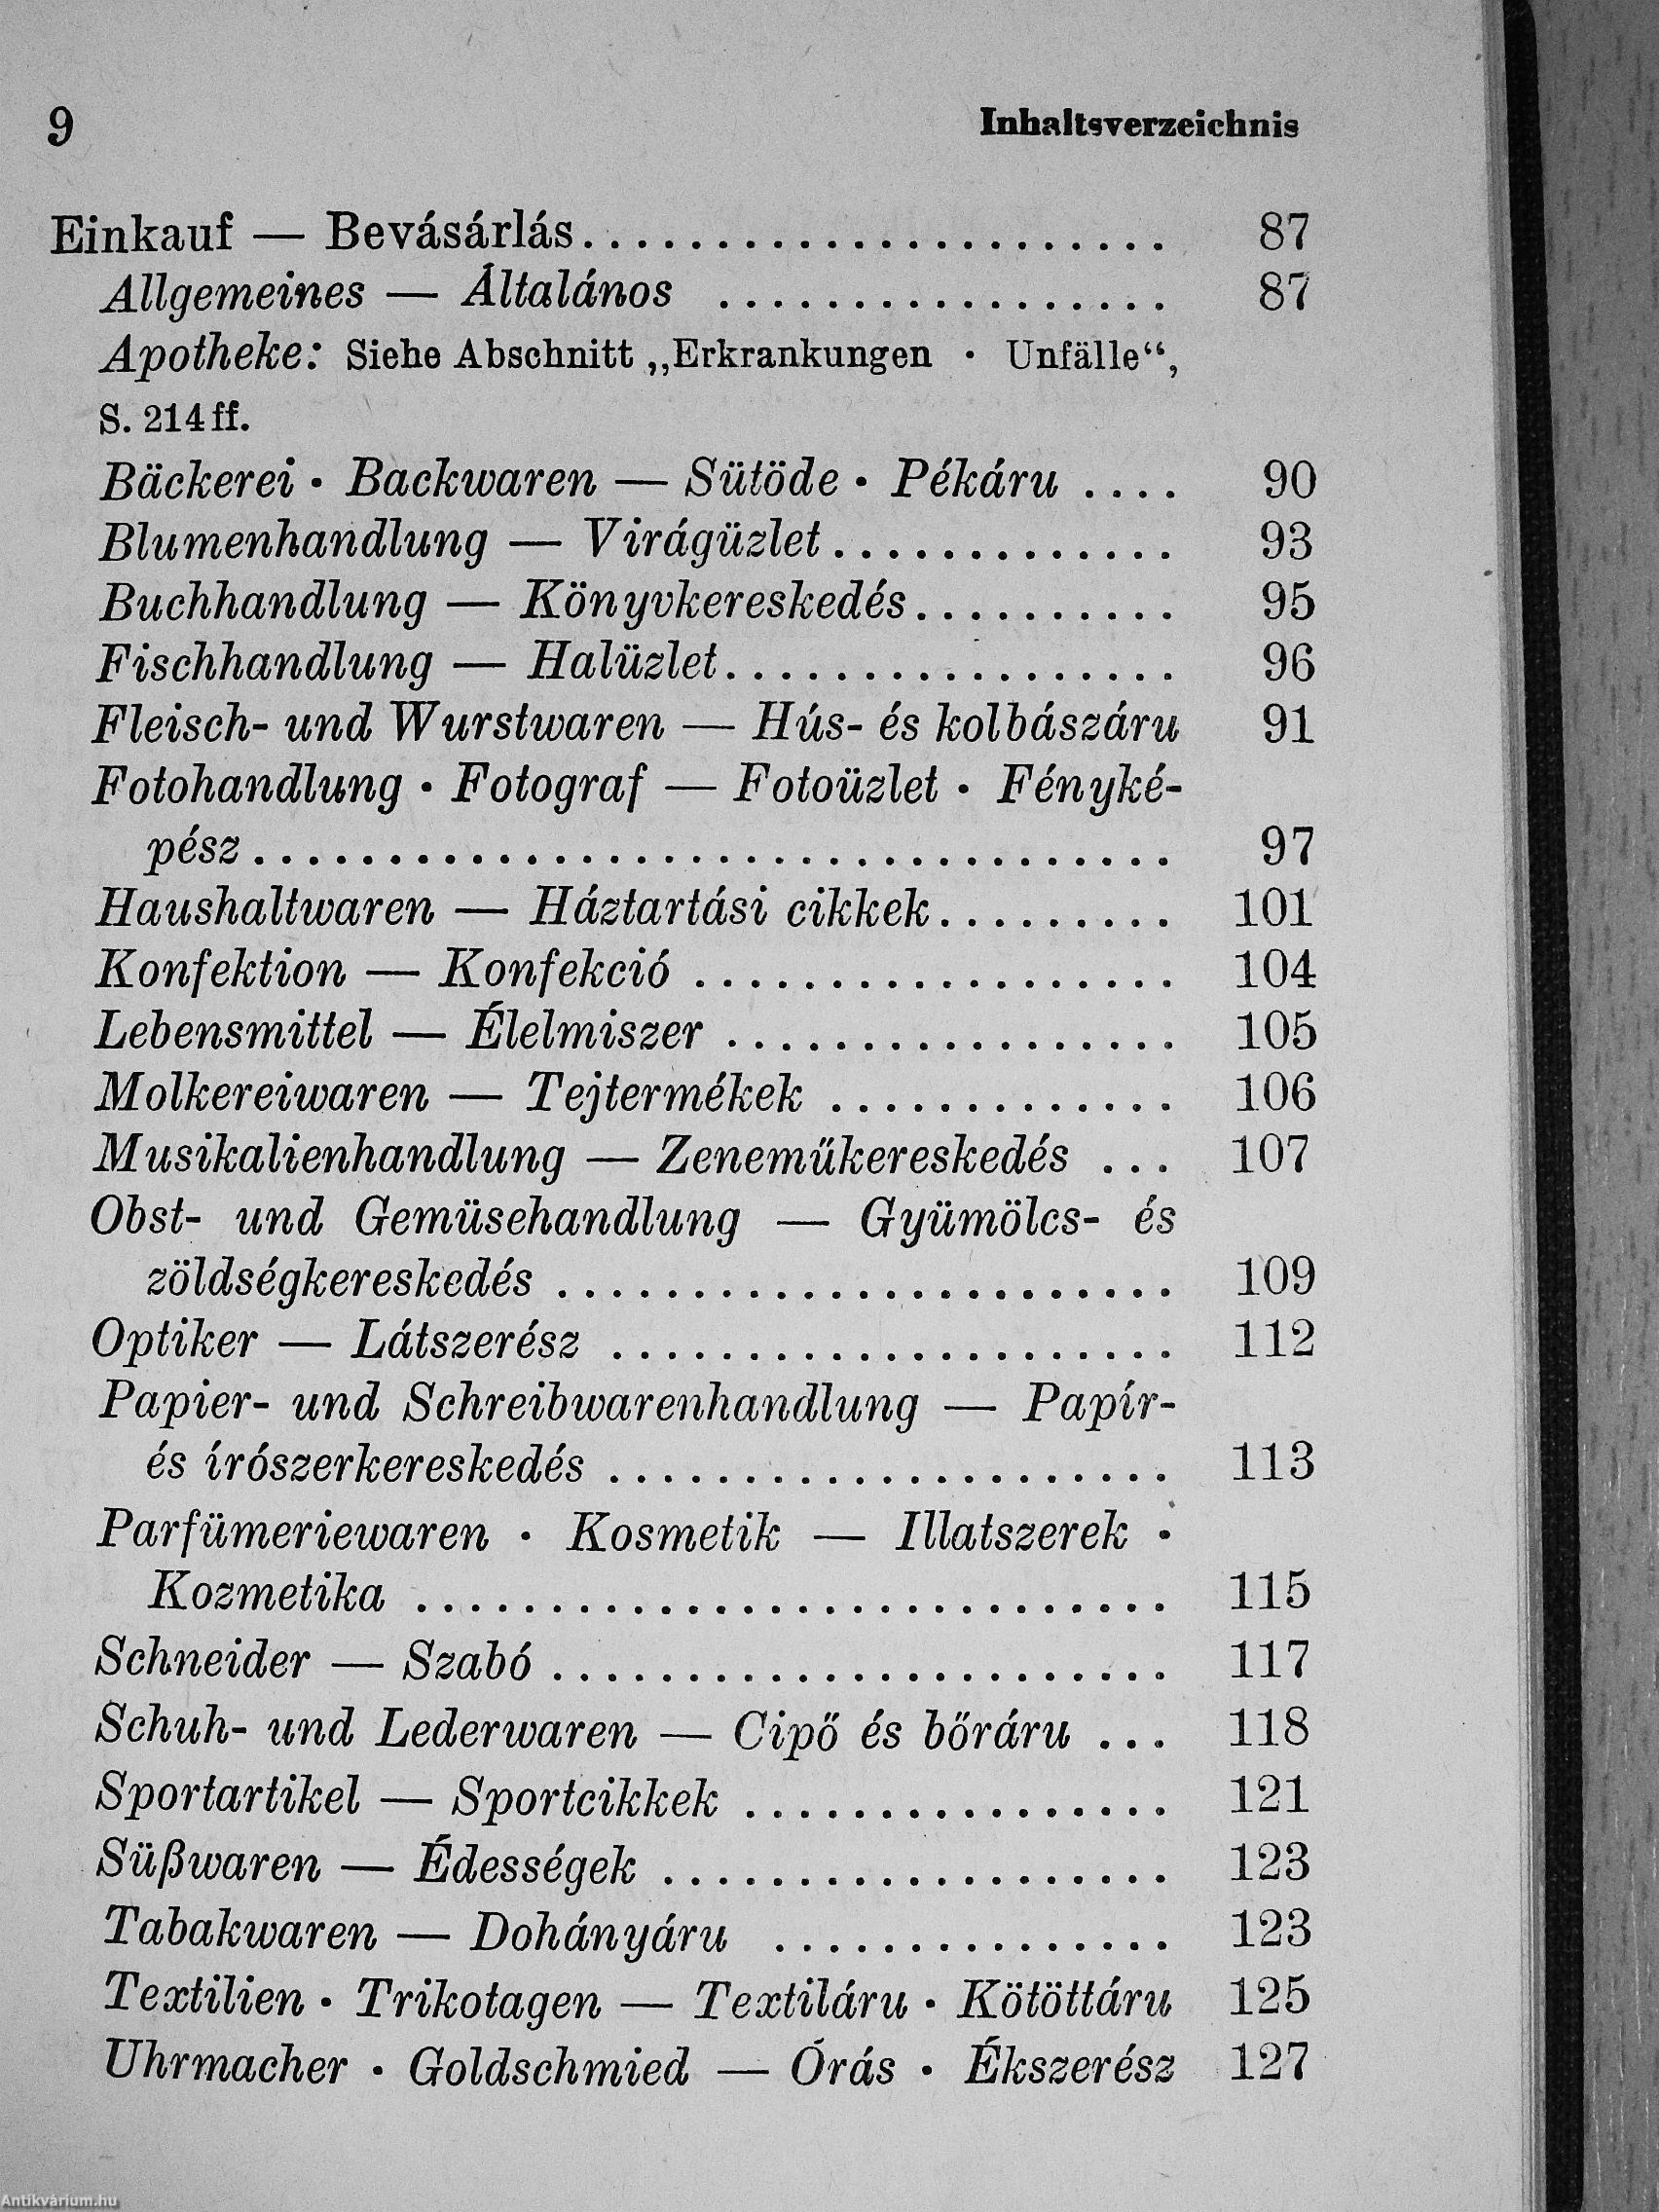 9 Inhaltsverzeichnis
Einkauf — Bevásárlás...................... 87
Allgemeines — Általános ................. 87
Apotheke: Siehe Abschnitt „Erkrankungen · Unfälle“,
S. 214 ff.
Bäckerei · Backwaren — Sütöde · Pékáru .... 90
Blumenhandlung — Virágüzlet............. 93
Buchhandlung — Könyvkereskedés.......... 95
Fischhandlung — Halüzlet................. 96
Fleisch- und Wurstwaren — Hús- és kolbászáru 91
Fotohandlung · Fotograf — Fotoüzlet · Fényké-
pész.................................. 97
Haushaltwaren — Háztartási cikkek......... 101
Konfektion — Konfekció .................. 104
Lebensmittel — Élelmiszer ................. 105
Molkereiwaren — Tejtermékek ............. 106
Musikalienhandlung — Zeneműkereskedés ... 107
Obst- und Gemüsehandlung — Gyümölcs- és
zöldségkereskedés ....................... 109
Optiker — Látszerész ..................... 112
Papier- und Schreibwarenhandlung — Papír-
és írószerkereskedés ..................... 113
Parfümeriewaren · Kosmetik — Illatszerek ·
Kozmetika ............................ 115
Schneider — Szabó ....................... 117
Schuh- und Lederwaren — Cipő és bőráru ... 118
Sportartikel — Sportcikkek ................ 121
Süßwaren — Édességek ................... 123
Tabakwaren — Dohányáru ............... 123
Textilien · Trikotagen — Textiláru · Kötöttáru 125
Uhrmacher · Goldschmied — Órás · Ékszerész 127
Antikvárium.hu